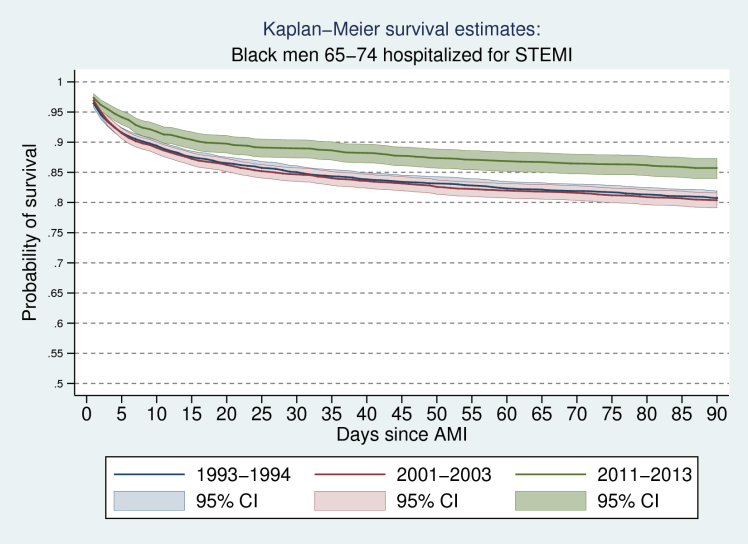 Kaplan−Meier survival estimates:
Black men 65−74 hospitalized for STEMI
Probability of survival
1
.95
.9
.85
.8
.75
.7
.65
.6
.55
.5
0 5 10 15 20 25 30 35 40 45 50 55 60 65 70 75 80 85 90
Days since AMI
1993−1994 2001−2003 2011−2013
95% CI 95% CI 95% CI